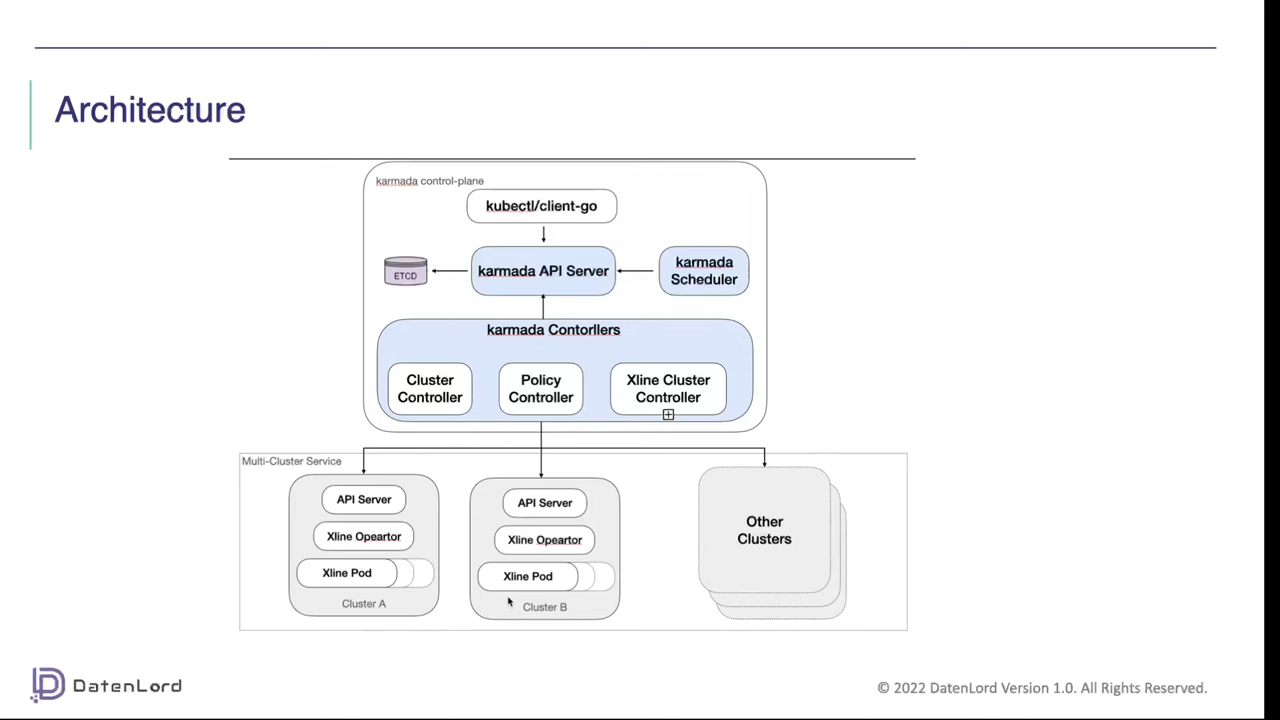 Architecture
karmada control-plane
kubectl/client-go
ETCD
karmada API Server
karmada
Scheduler
karmada Contorllers
Cluster
Controller
Policy
Controller
Xline Cluster
Controller
Multi-Cluster Service
API Server
Xline Opeartor
Xline Pod
Cluster A
API Server
Xline Opeartor
Xline Pod
Cluster B
Other
Clusters
DatenLord
© 2022 DatenLord Version 1.0. All Rights Reserved.